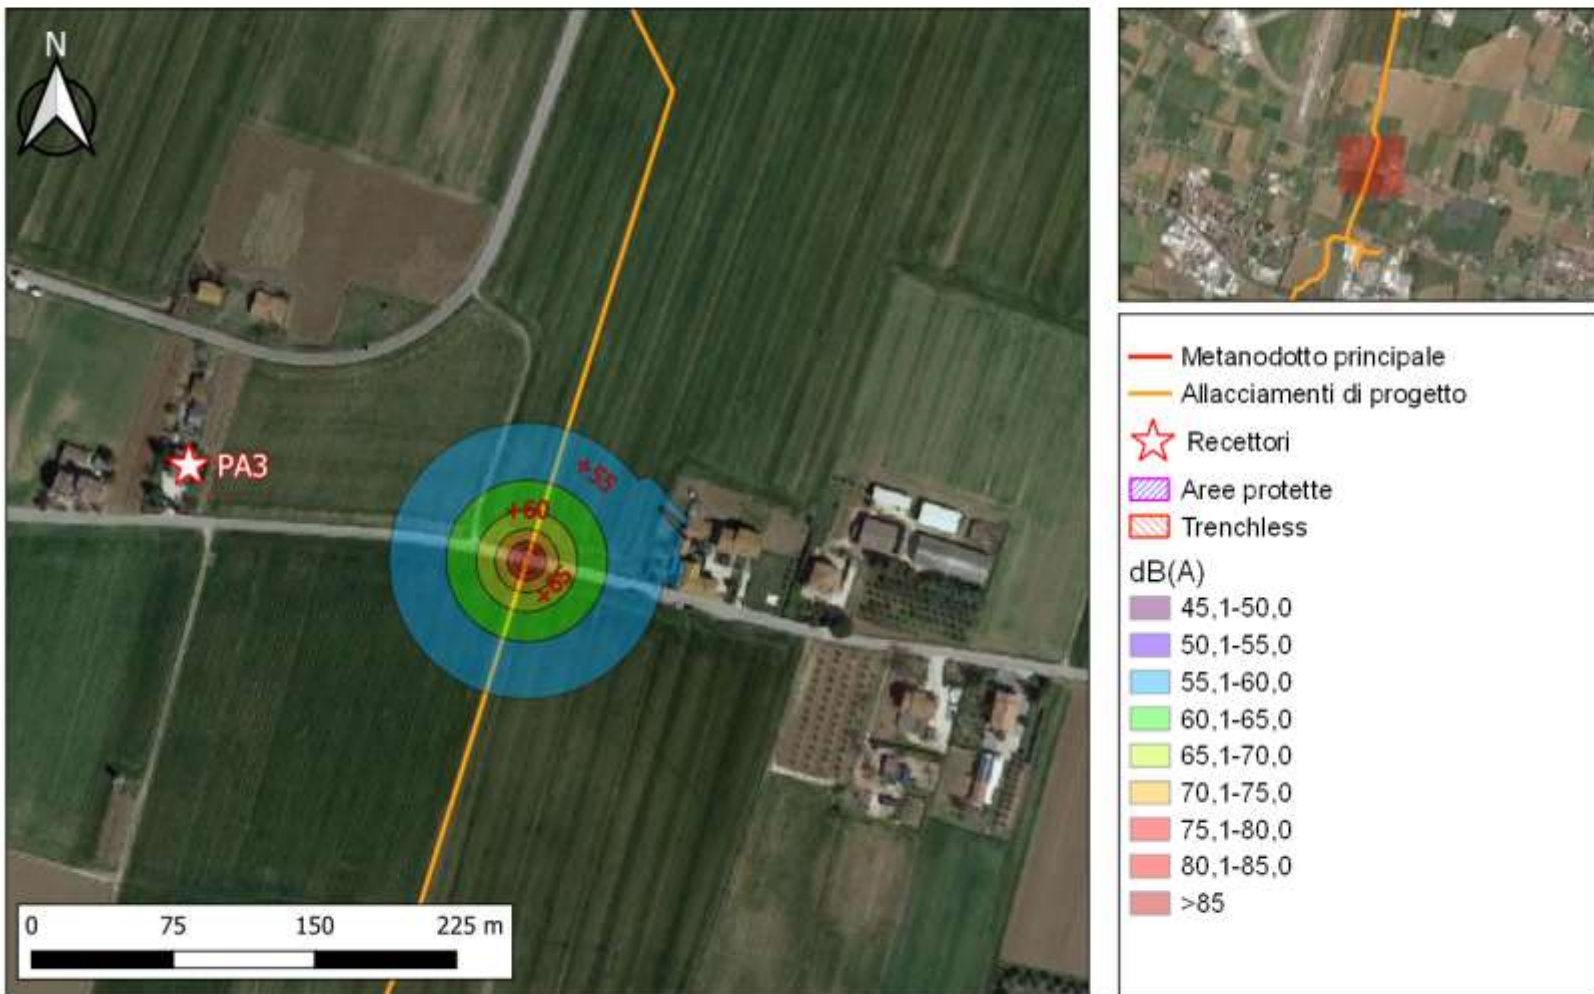 N
PA3
+55
+60
+65
0 75 150 225 m
Metanodotto principale
Allacciamenti di progetto
Recettori
Aree protette
Trenchless
dB(A)
45,1-50,0
50,1-55,0
55,1-60,0
60,1-65,0
65,1-70,0
70,1-75,0
75,1-80,0
80,1-85,0
>85